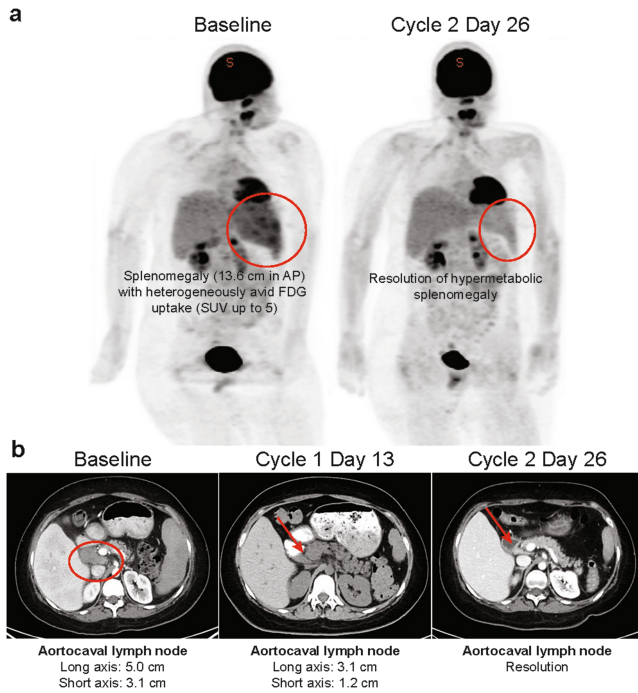 a
Baseline
Cycle 2 Day 26
S
S
Splenomegaly (13.6 cm in AP)
with heterogeneously avid FDG
uptake (SUV up to 5)
Resolution of hypermetabolic
splenomegaly
b
Baseline
Cycle 1 Day 13
Cycle 2 Day 26
Aortocaval lymph node
Long axis: 5.0 cm
Short axis: 3.1 cm
Aortocaval lymph node
Long axis: 3.1 cm
Short axis: 1.2 cm
Aortocaval lymph node
Resolution